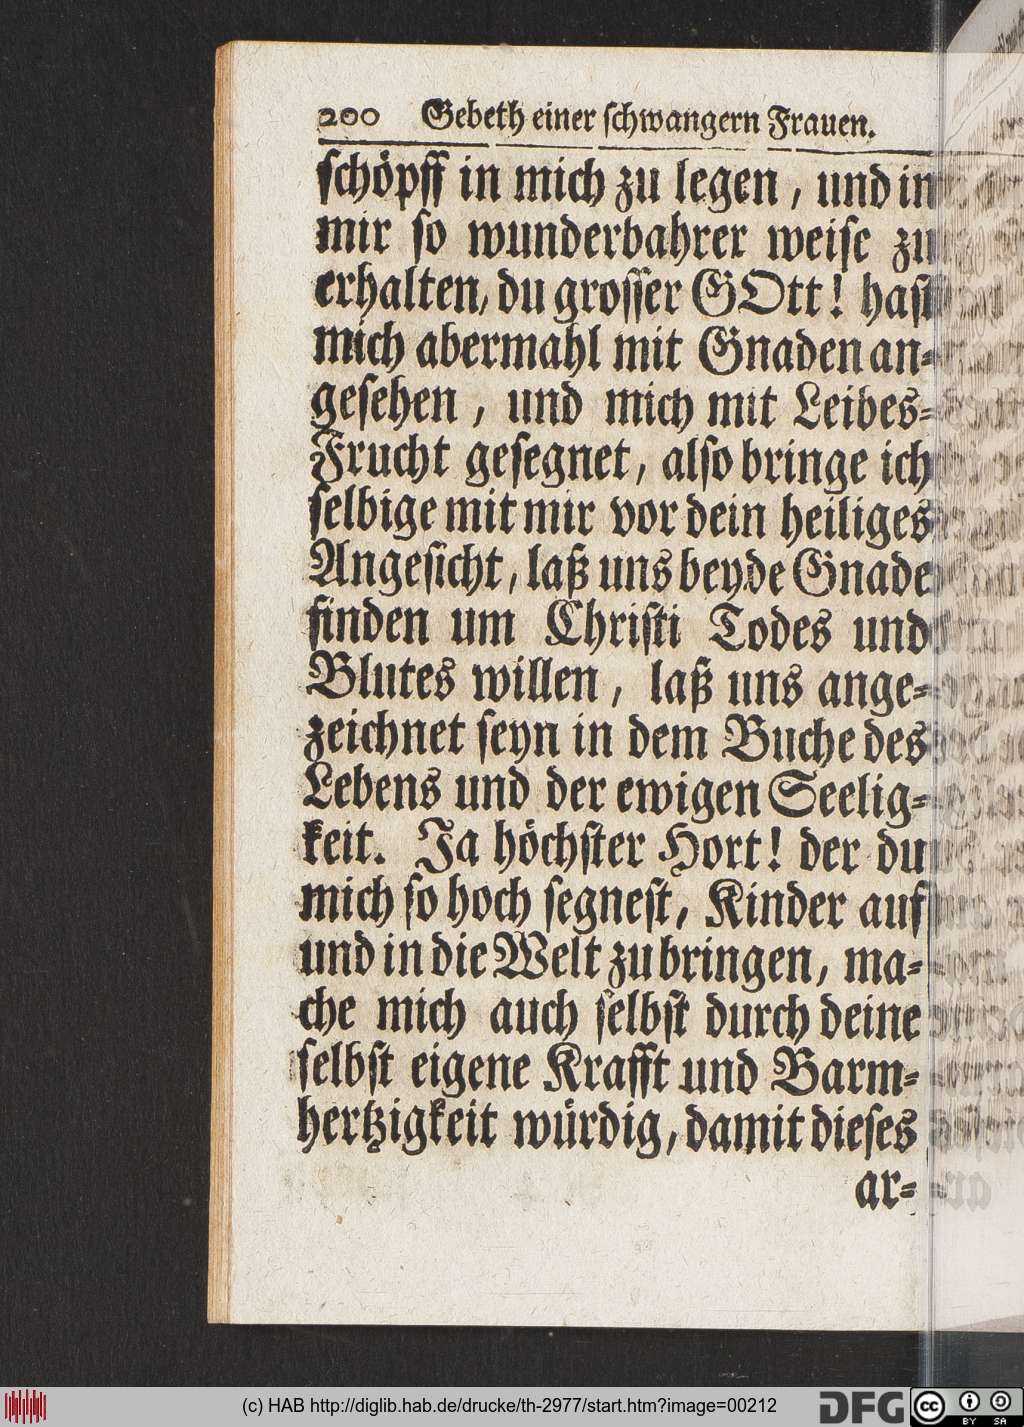 200 Gebeth einer schwangern Frauen.
schöpff in mich zu legen, und in
mir so wunderbahrer weise zu
erhalten, du grosser GOtt! hast
mich abermahl mit Gnaden an-
gesehen, und mich mit Leibes-
Frucht gesegnet, also bringe ich
selbige mit mir vor dein heiliges
Angesicht, laß uns beyde Gnade
finden um Christi Todes und
Blutes willen, laß uns ange-
zeichnet seyn in dem Buche des
Lebens und der ewigen Seelig-
keit. Ja höchster Hort! der du
mich so hoch segnest, Kinder auf
und in die Welt zu bringen, ma-
che mich auch selbst durch deine
selbst eigene Krafft und Barm-
hertzigkeit würdig, damit dieses
ar-
(c) HAB http://diglib.hab.de/drucke/th-2977/start.htm?image=00212
DFG
cc BY SA